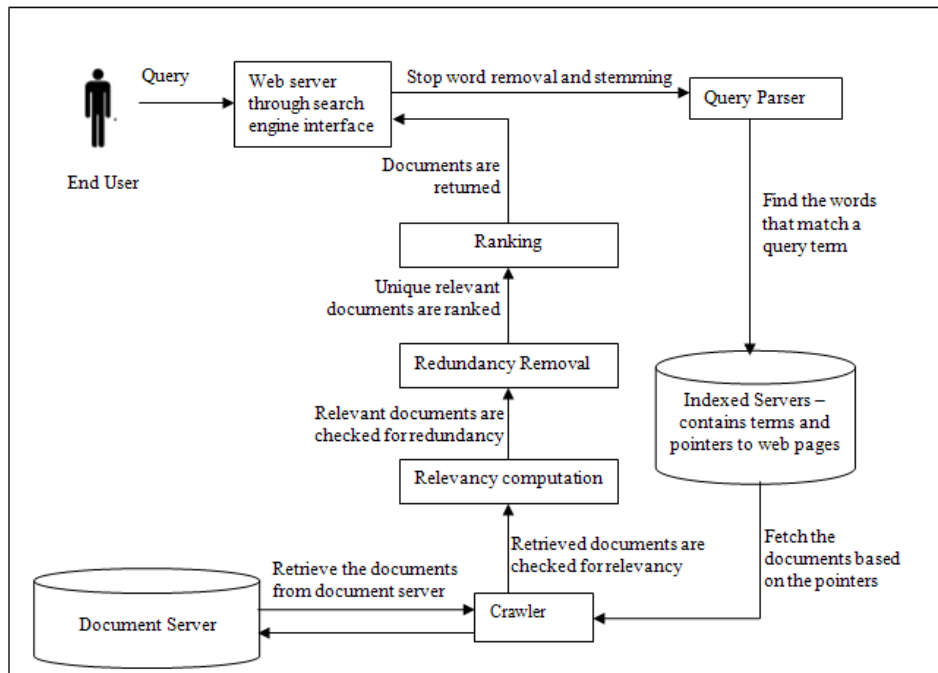 Query
Web server
through search
engine interface
Stop word removal and stemming
Query Parser
End User
Documents are
returned
Find the words
that match a
query term
Ranking
Unique relevant
documents are ranked
Redundancy Removal
Indexed Servers –
contains terms and
pointers to web pages
Relevant documents are
checked for redundancy
Relevancy computation
Retrieved documents are
checked for relevancy
Fetch the
documents based
on the pointers
Retrieve the documents
from document server
Crawler
Document Server